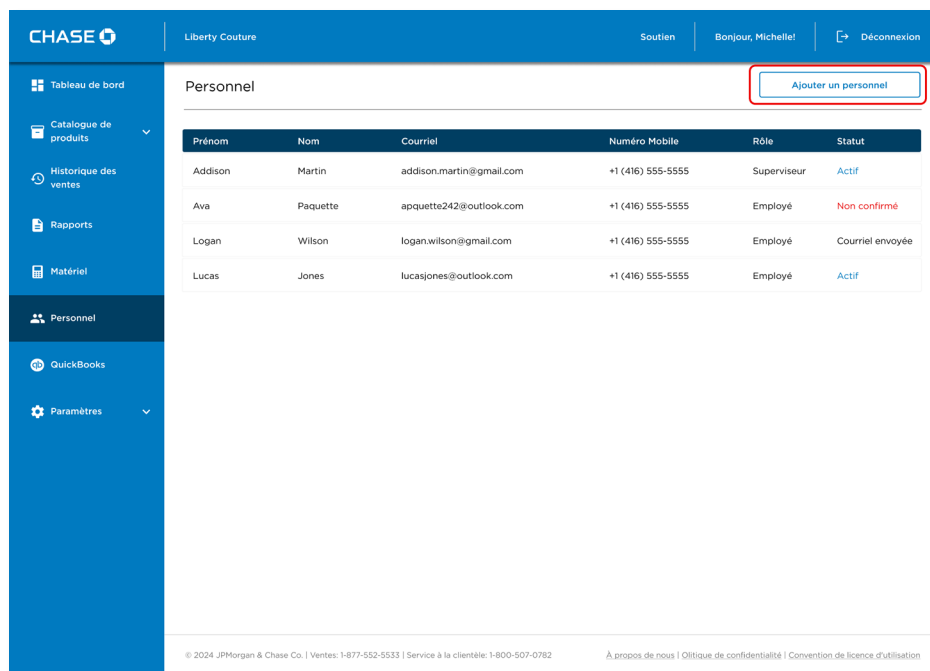 CHASE
Liberty Couture
Soutien
Bonjour, Michelle!
Déconnexion
Tableau de bord
Catalogue de
produits
Historique des
ventes
Rapports
Matériel
Personnel
QuickBooks
Paramètres
Personnel
Ajouter un personnel
Prénom Nom Courriel Numéro Mobile Rôle Statut
Addison Martin addison.martin@gmail.com +1 (416) 555-5555 Superviseur Actif
Ava Paquette apquette242@outlook.com +1 (416) 555-5555 Employé Non confirmé
Logan Wilson logan.wilson@gmail.com +1 (416) 555-5555 Employé Courriel envoyée
Lucas Jones lucasjones@outlook.com +1 (416) 555-5555 Employé Actif
© 2024 JPMorgan & Chase Co. | Ventes: 1-877-552-5533 | Service à la clientèle: 1-800-507-0782
À propos de nous | Olitique de confidentialité | Convention de licence d'utilisation